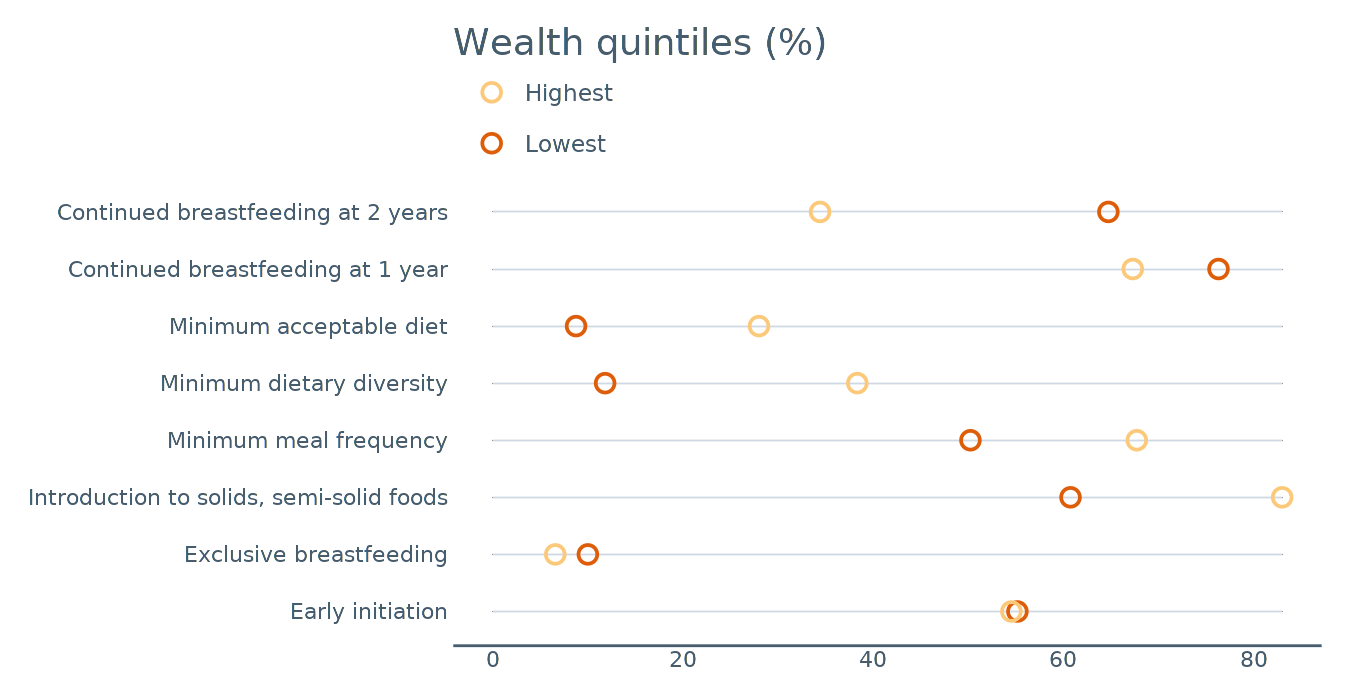 Wealth quintiles (%)
Highest
Lowest
Continued breastfeeding at 2 years
Continued breastfeeding at 1 year
Minimum acceptable diet
Minimum dietary diversity
Minimum meal frequency
Introduction to solids, semi-solid foods
Exclusive breastfeeding
Early initiation
0 20 40 60 80